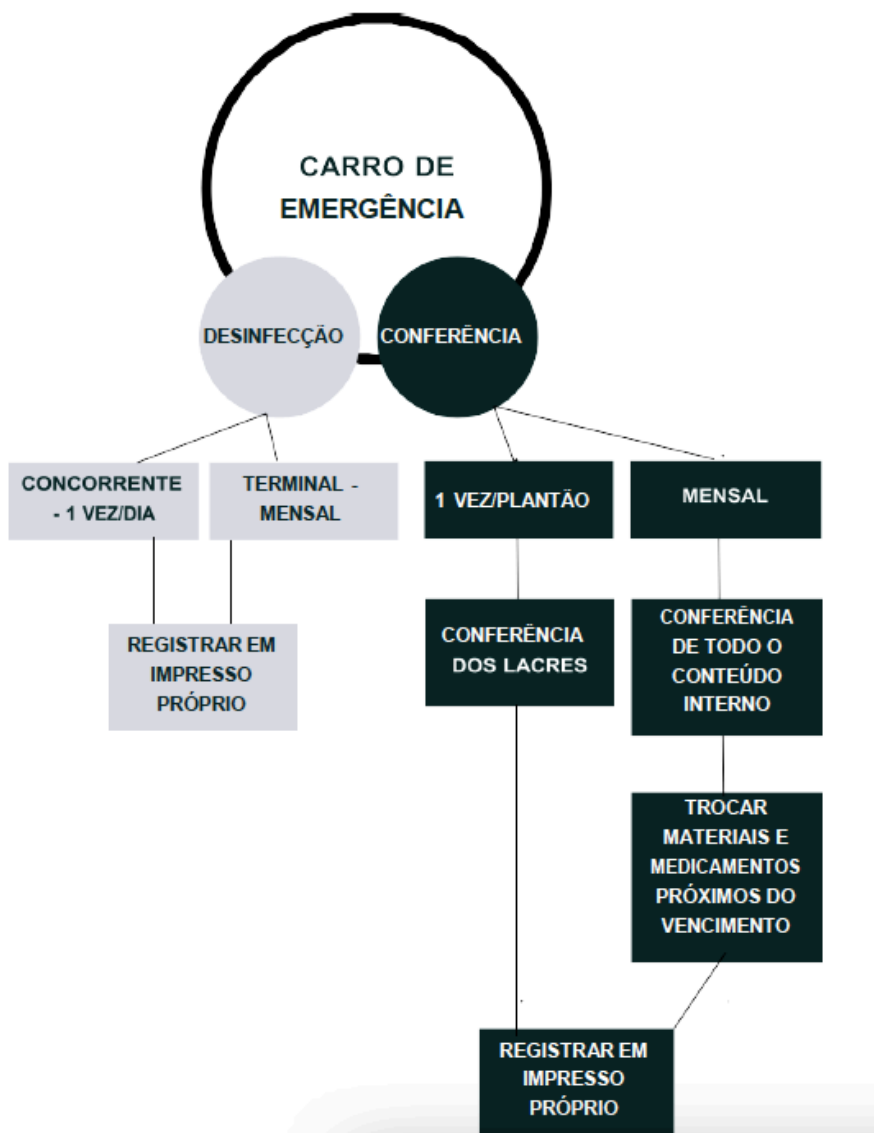 CARRO DE
EMERGÊNCIA
DESINFECÇÃO
CONFERÊNCIA
CONCORRENTE
- 1 VEZ/DIA
TERMINAL -
MENSAL
1 VEZ/PLANTÃO
MENSAL
REGISTRAR EM
IMPRESSO
PRÓPRIO
CONFERÊNCIA
DOS LACRES
CONFERÊNCIA
DE TODO O
CONTEÚDO
INTERNO
TROCAR
MATERIAIS E
MEDICAMENTOS
PRÓXIMOS DO
VENCIMENTO
REGISTRAR EM
IMPRESSO
PRÓPRIO